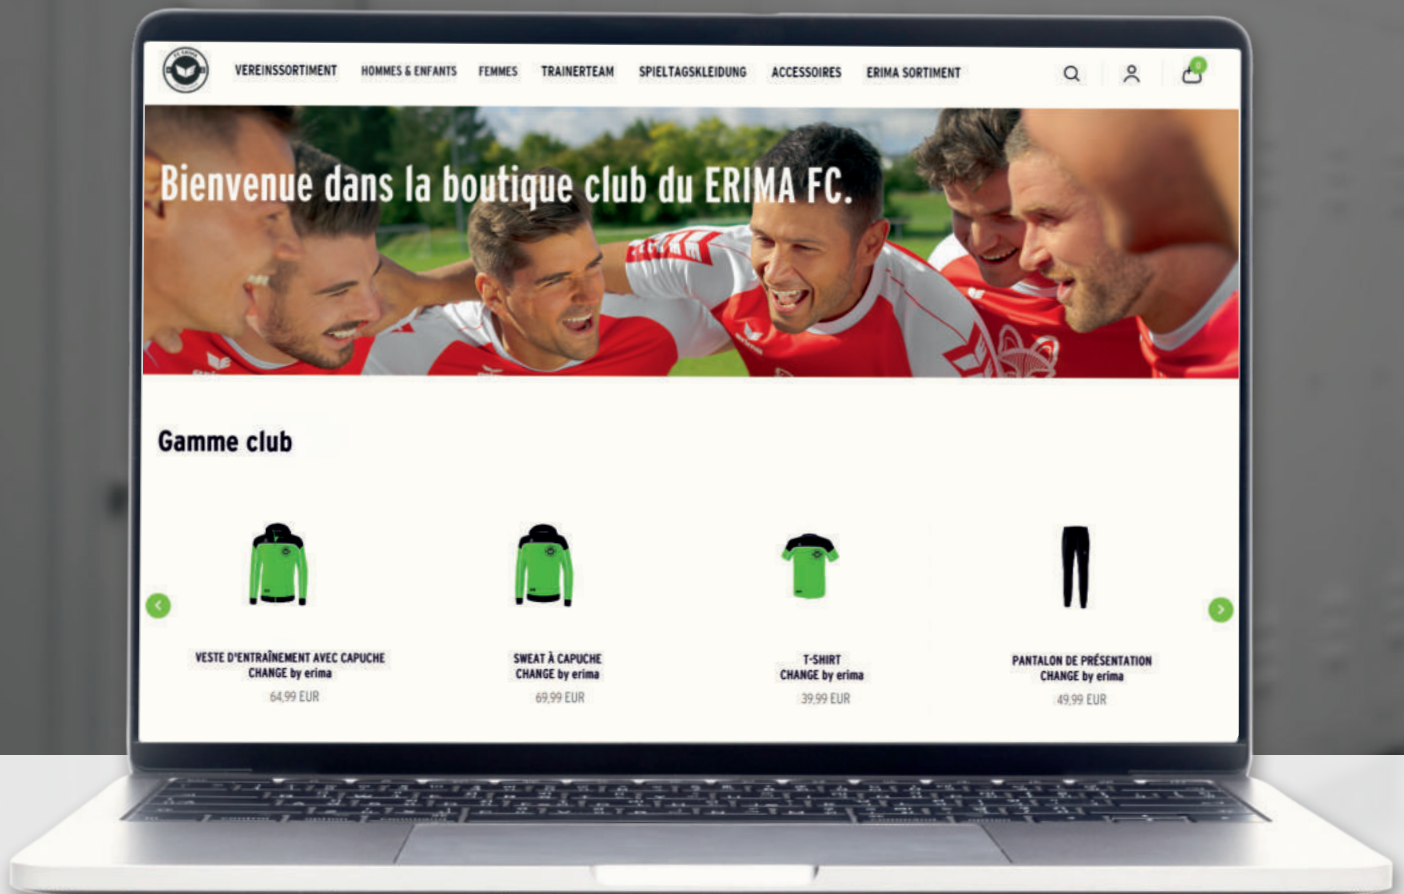 VEREINSSORTIMENT HOMMES & ENFANTS FEMMES TRAINERTEAM SPIELTAGSKLEIDUNG ACCESSOIRES ERIMA SORTIMENT
0
Bienvenue dans la boutique club du ERIMA FC.
Gamme club
VESTE D'ENTRAÎNEMENT AVEC CAPUCHE
CHANGE by erima
64,99 EUR
SWEAT À CAPUCHE
CHANGE by erima
69,99 EUR
T-SHIRT
CHANGE by erima
39,99 EUR
PANTALON DE PRÉSENTATION
CHANGE by erima
49,99 EUR